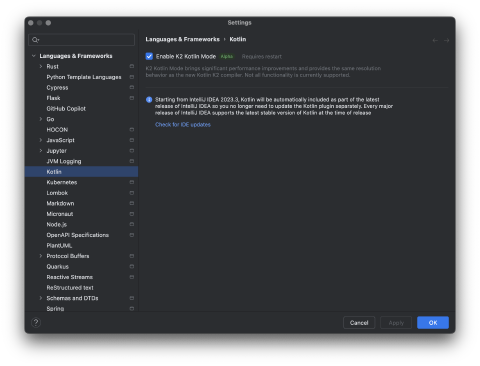 Settings
Languages & Frameworks › Kotlin
Languages & Frameworks
Rust
Python Template Languages
Cypress
Flask
GitHub Copilot
Go
HOCON
JavaScript
Jupyter
JVM Logging
Kotlin
Kubernetes
Lombok
Markdown
Micronaut
Node.js
OpenAPI Specifications
PlantUML
Protocol Buffers
Quarkus
Reactive Streams
ReStructured text
Schemas and DTDs
Spring
Enable K2 Kotlin Mode Alpha Requires restart
K2 Kotlin Mode brings significant performance improvements and provides the same resolution
behavior as the new Kotlin K2 compiler. Not all functionality is currently supported.
Starting from IntelliJ IDEA 2023.3, Kotlin will be automatically included as part of the latest
release of IntelliJ IDEA so you no longer need to update the Kotlin plugin separately. Every major
release of IntelliJ IDEA supports the latest stable version of Kotlin at the time of release
Check for IDE updates
?
Cancel
Apply
OK